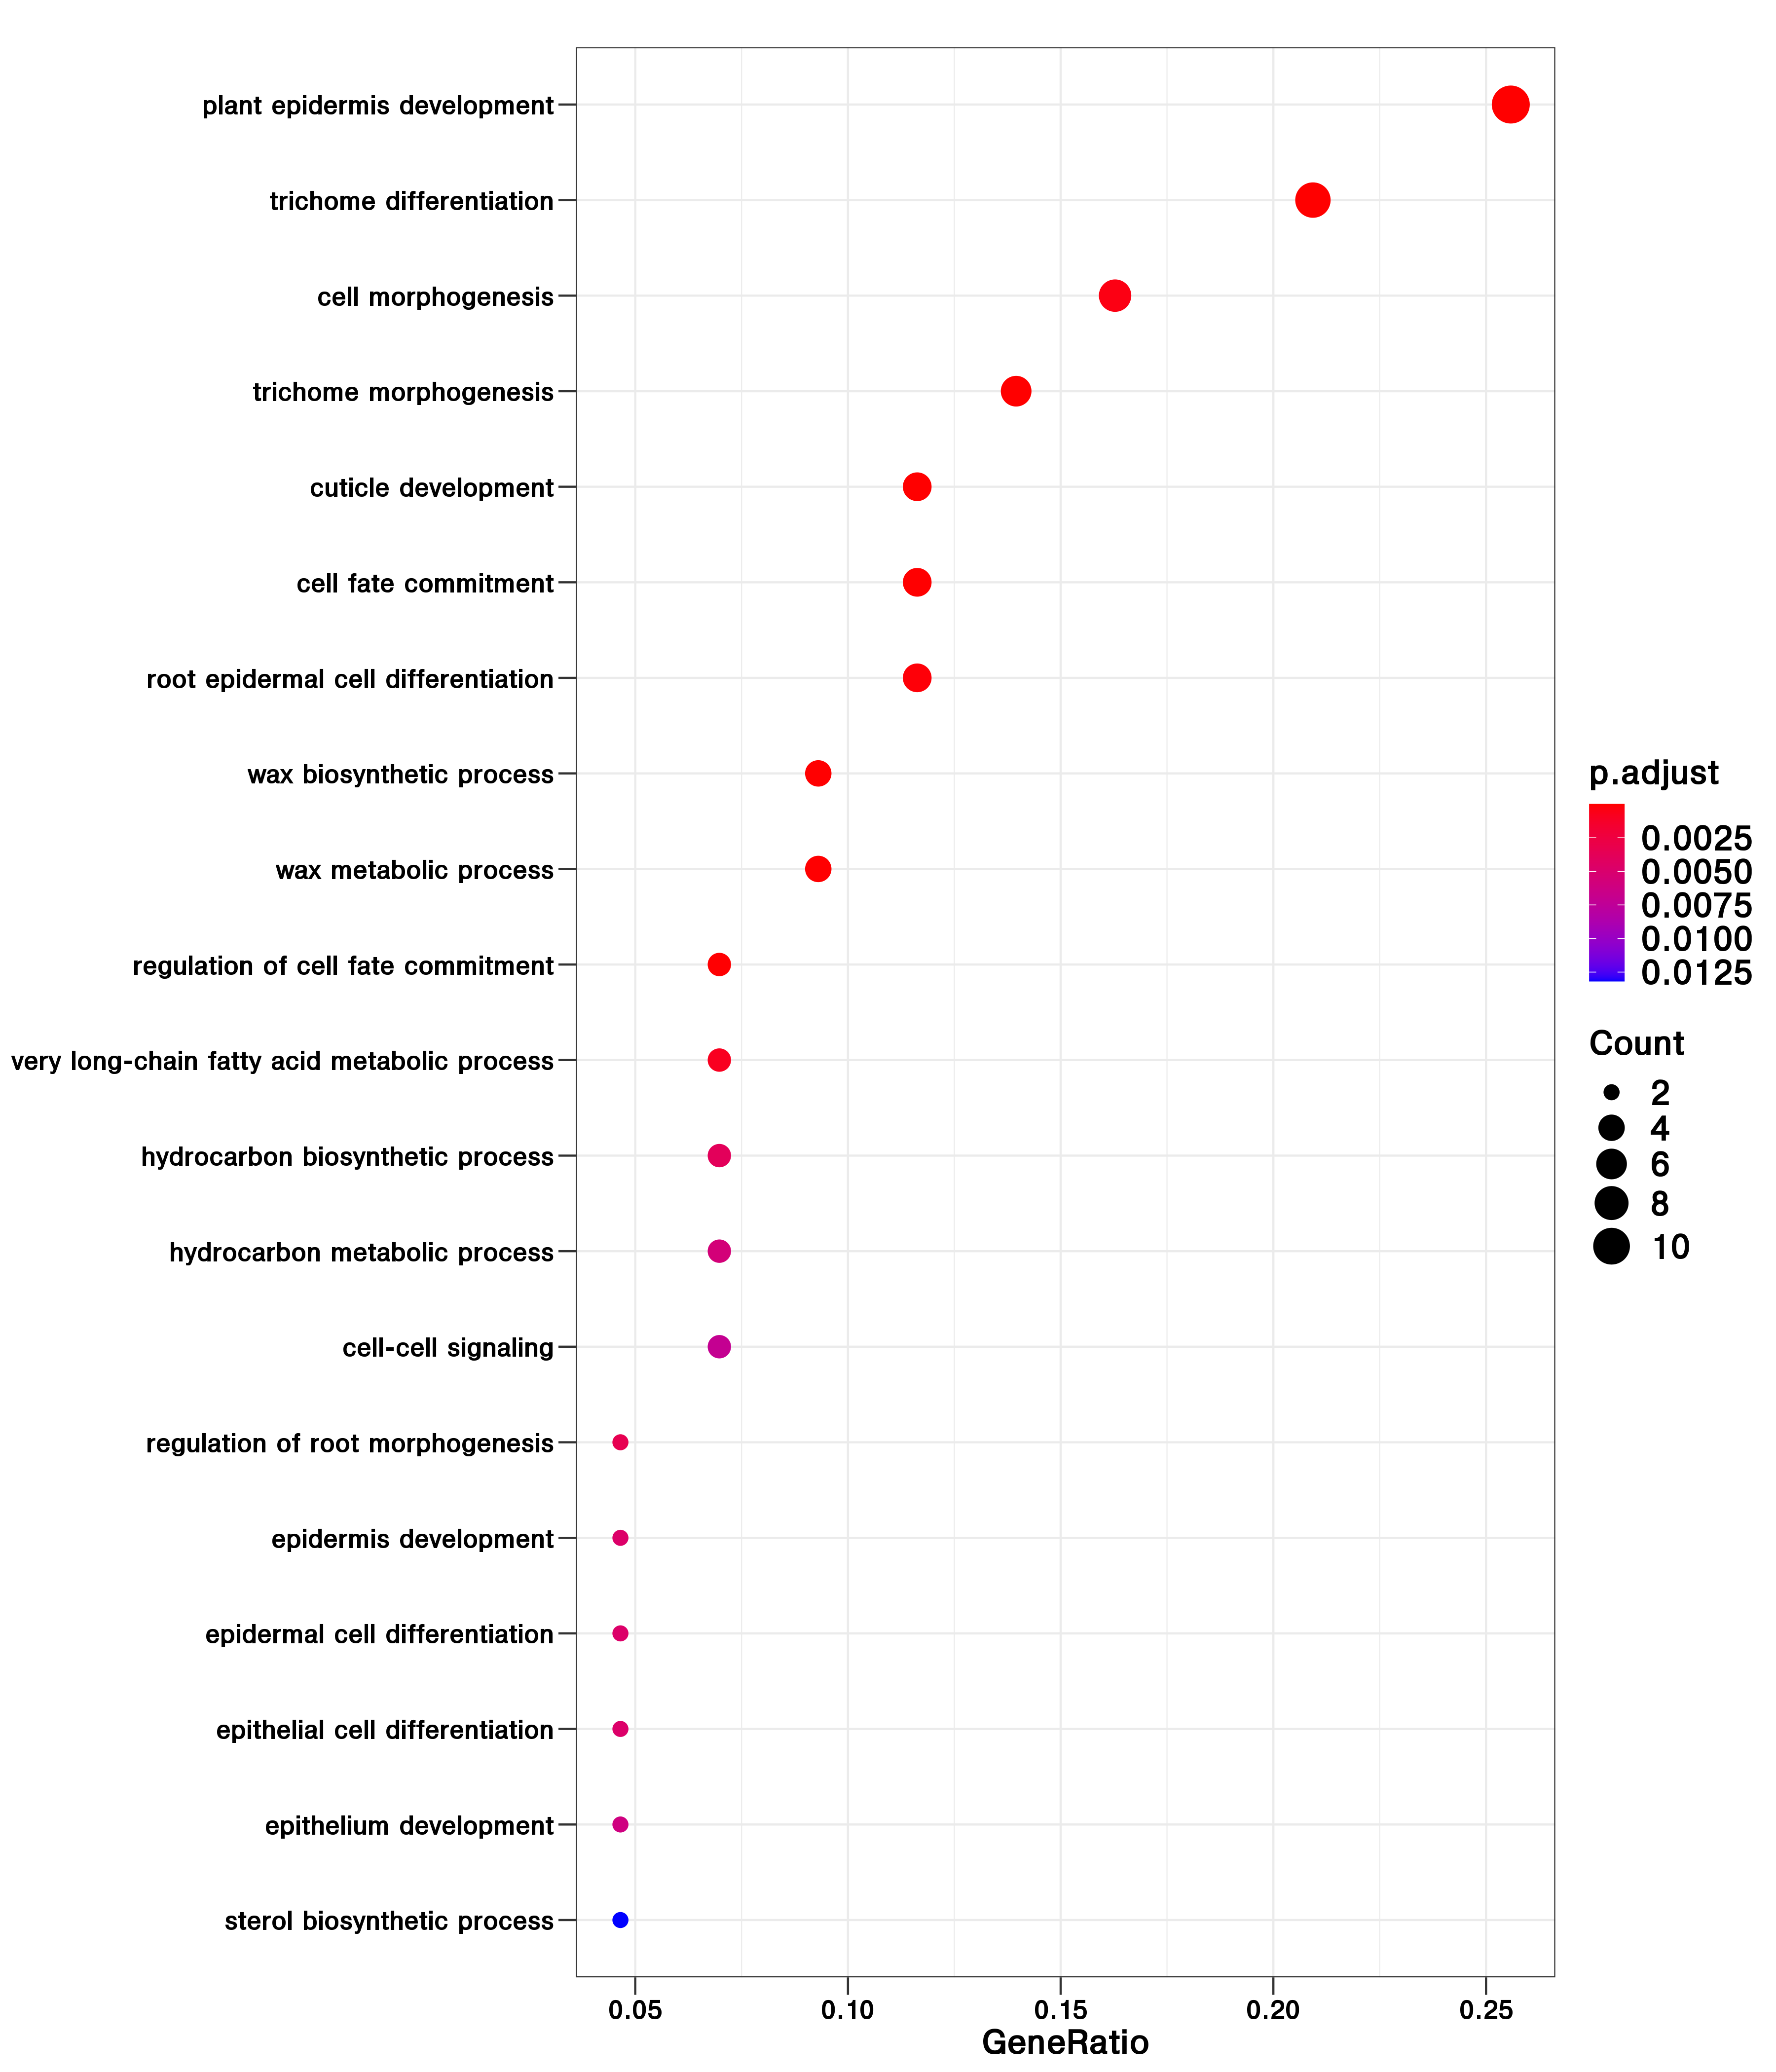 plant epidermis development
trichome differentiation
cell morphogenesis
trichome morphogenesis
cuticle development
cell fate commitment
root epidermal cell differentiation
wax biosynthetic process
wax metabolic process
regulation of cell fate commitment
very long-chain fatty acid metabolic process
hydrocarbon biosynthetic process
hydrocarbon metabolic process
cell-cell signaling
regulation of root morphogenesis
epidermis development
epidermal cell differentiation
epithelial cell differentiation
epithelium development
sterol biosynthetic process
0.05 0.10 0.15 0.20 0.25
GeneRatio
p.adjust
0.0025
0.0050
0.0075
0.0100
0.0125
Count
2
4
6
8
10